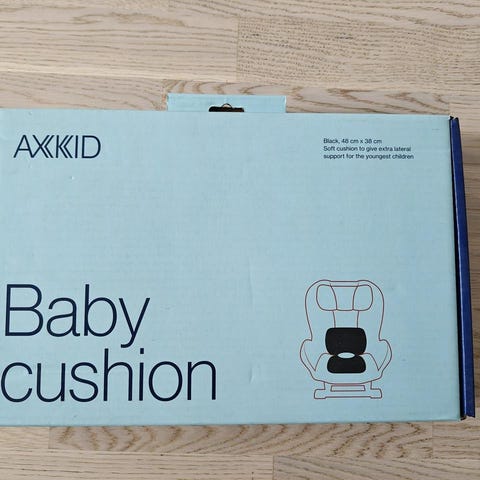 AXKID
Black, 48 cm x 38 cm
Soft cushion to give extra lateral
support for the youngest children
Baby
cushion